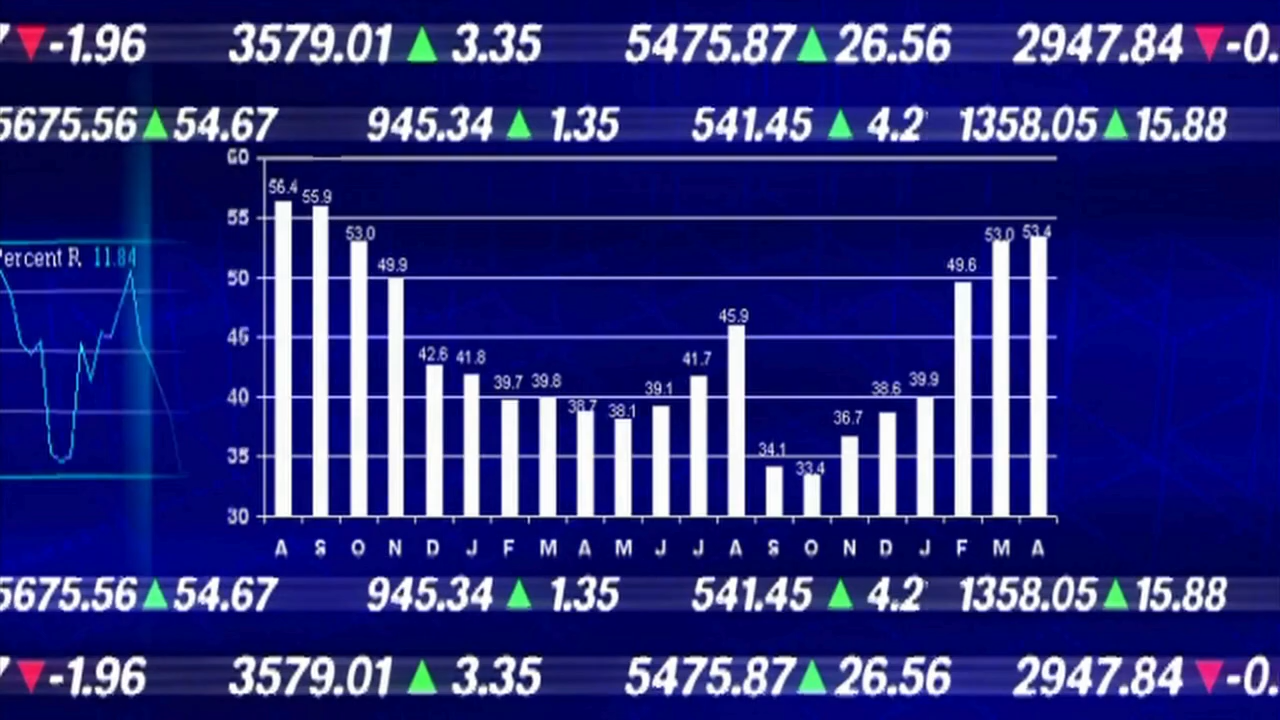 -1.96 3579.01 ▲ 3.35 5475.87 ▲ 26.56 2947.84 ▼ -0.
5675.56 ▲ 54.67 945.34 ▲ 1.35 541.45 ▲ 4.2 1358.05 ▲ 15.88
60
56.4 55.9 53.0 49.9 42.6 41.8 39.7 39.8 38.7 38.1 39.1 41.7 45.9 34.1 33.4 36.7 38.6 39.9 49.6 53.0 53.4
55
Percent R 11.84
50
45
40
35
30
A S O N D J F M A M J J A S O N D J F M A
5675.56 ▲ 54.67 945.34 ▲ 1.35 541.45 ▲ 4.2 1358.05 ▲ 15.88
-1.96 3579.01 ▲ 3.35 5475.87 ▲ 26.56 2947.84 ▼ -0.